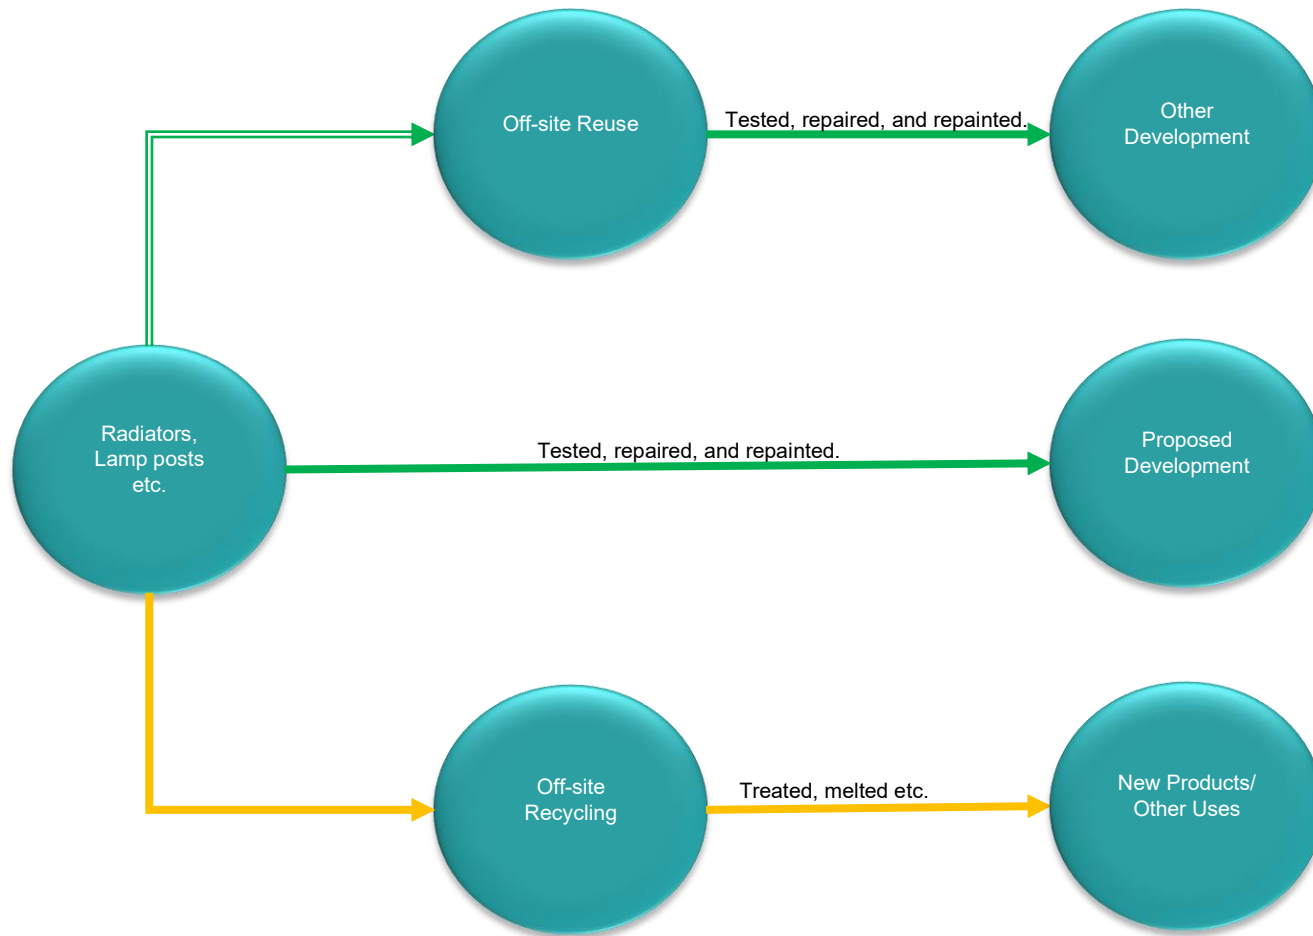 Off-site Reuse
Tested, repaired, and repainted.
Other
Development
Radiators,
Lamp posts
etc.
Tested, repaired, and repainted.
Proposed
Development
Off-site
Recycling
Treated, melted etc.
New Products/
Other Uses